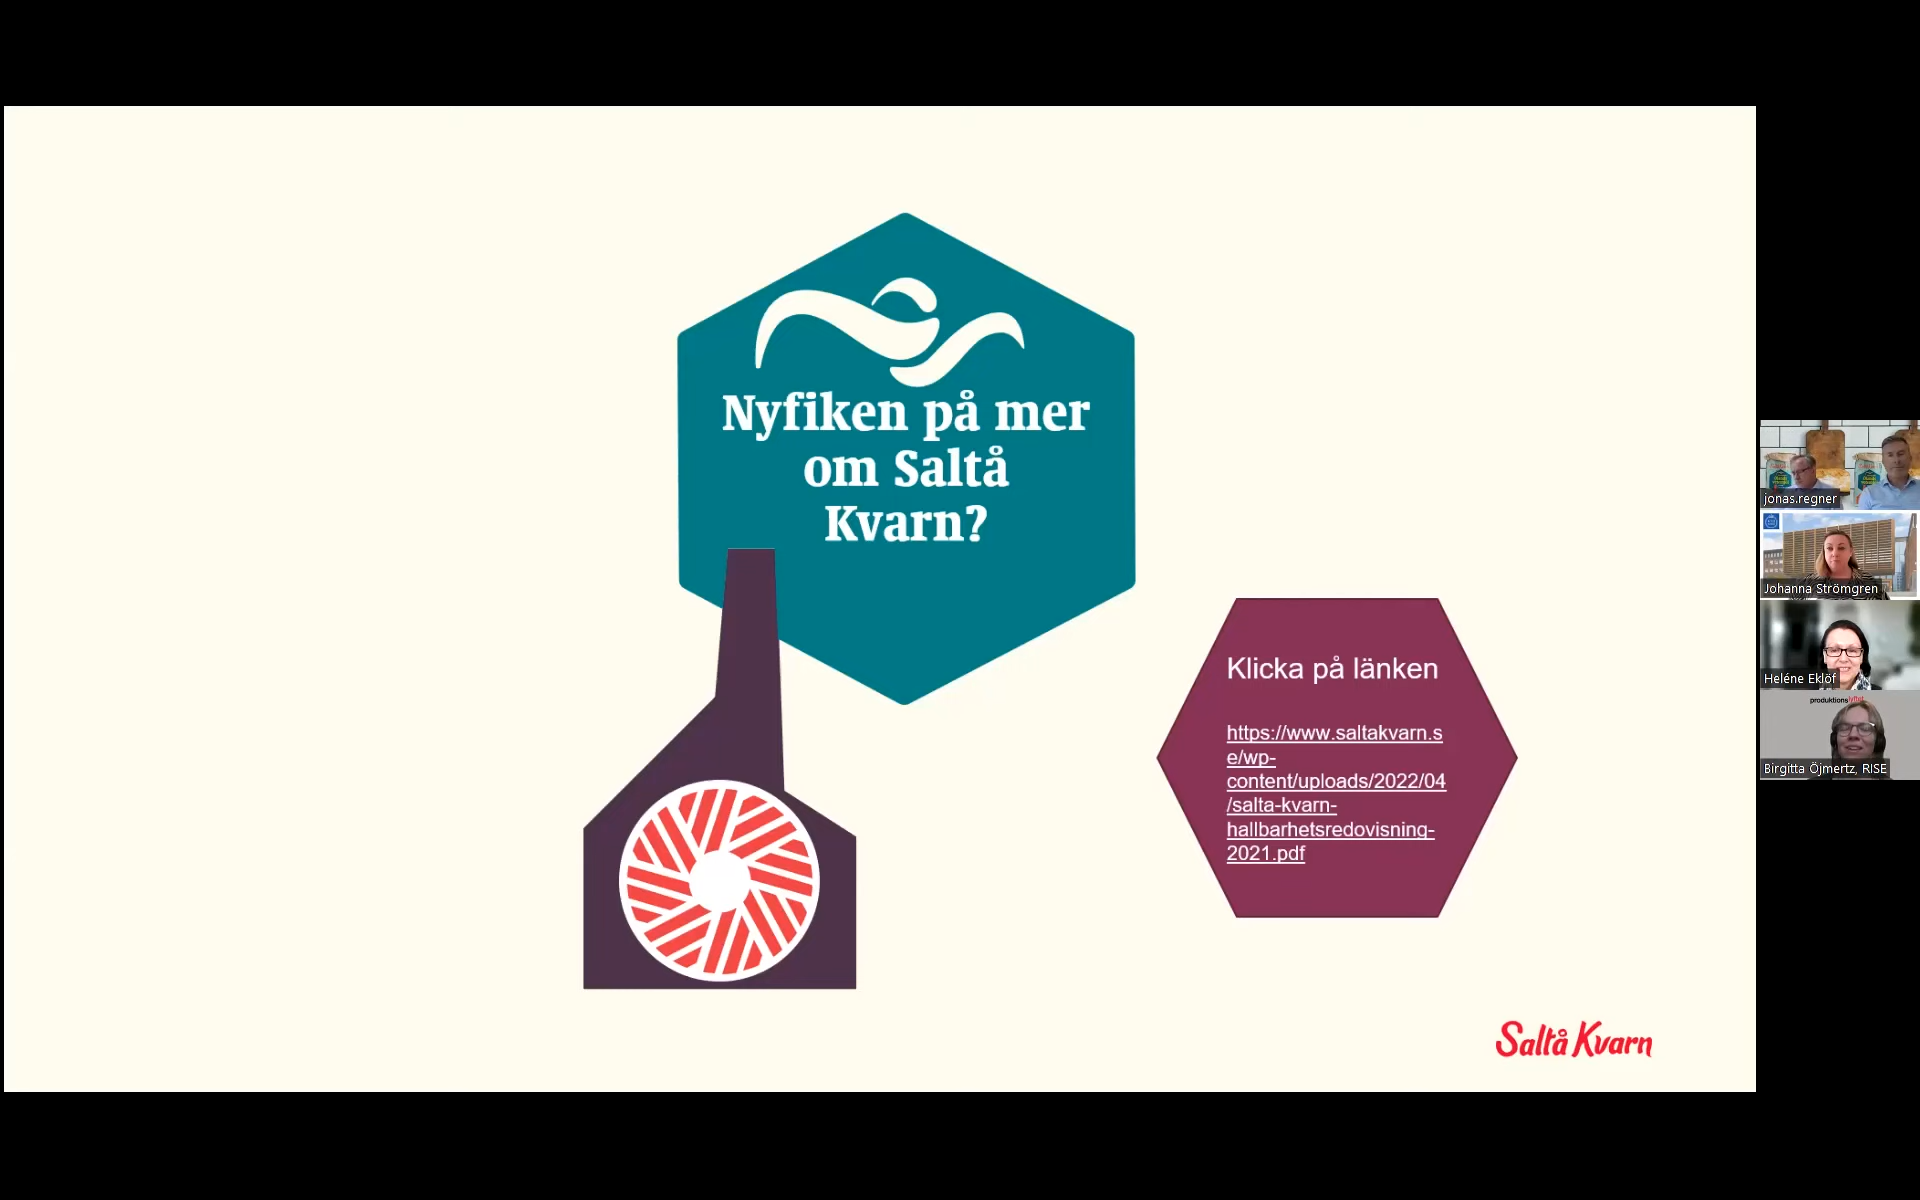 Nyfiken på mer
om Saltå
Kvarn?
Klicka på länken
https://www.saltakvarn.s
e/wp-
content/uploads/2022/04
/salta-kvarn-
hallbarhetsredovisning-
2021.pdf
Saltå Kvarn
jonas.regner
Johanna Strömgren
Heléne Eklöf
produktionslyftet
Birgitta Öjmertz, RISE